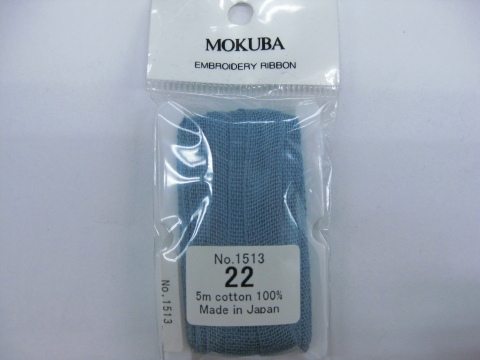 MOKUBA
EMBROIDERY RIBBON
No.1513
22
5m cotton 100%
Made in Japan
No.1513